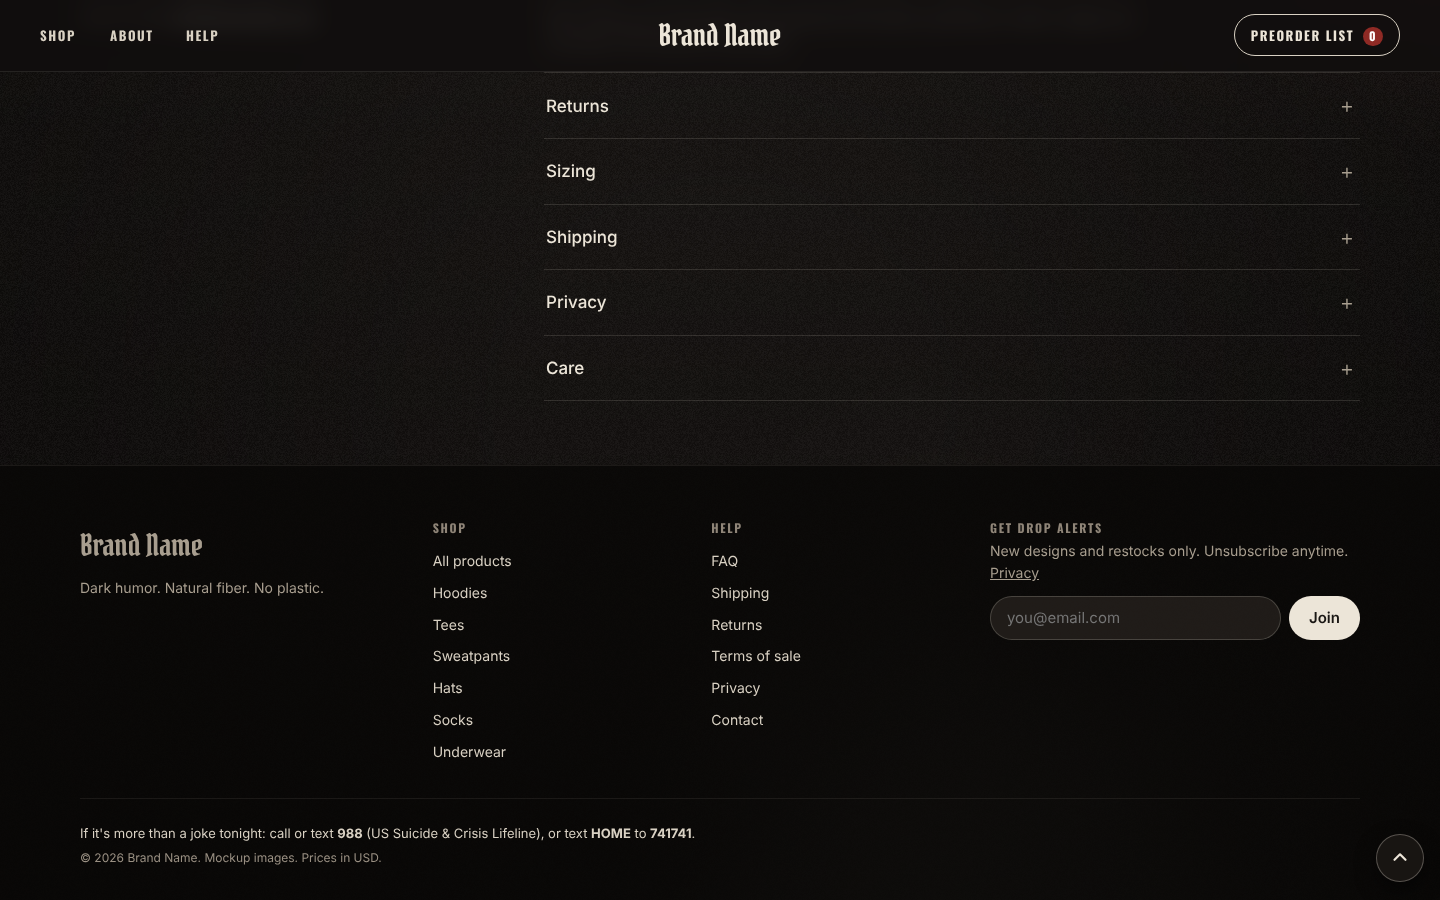 SHOP
ABOUT
HELP
Brand Name
PREORDER LIST 0
Returns +
Sizing +
Shipping +
Privacy +
Care +
Brand Name
Dark humor. Natural fiber. No plastic.
SHOP
All products
Hoodies
Tees
Sweatpants
Hats
Socks
Underwear
HELP
FAQ
Shipping
Returns
Terms of sale
Privacy
Contact
GET DROP ALERTS
New designs and restocks only. Unsubscribe anytime.
Privacy
you@email.com
Join
If it's more than a joke tonight: call or text 988 (US Suicide & Crisis Lifeline), or text HOME to 741741.
© 2026 Brand Name. Mockup images. Prices in USD.